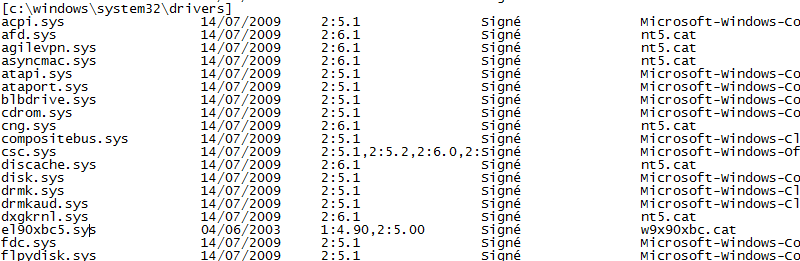 [c:\windows\system32\drivers]
acpi.sys 14/07/2009 2:5.1 Signé Microsoft-Windows-Co
afd.sys 14/07/2009 2:6.1 Signé nt5.cat
agilevpn.sys 14/07/2009 2:6.1 Signé nt5.cat
asyncmac.sys 14/07/2009 2:6.1 Signé nt5.cat
atapi.sys 14/07/2009 2:5.1 Signé Microsoft-Windows-Co
ataport.sys 14/07/2009 2:5.1 Signé Microsoft-Windows-Co
blbdrive.sys 14/07/2009 2:5.1 Signé Microsoft-Windows-Co
cdrom.sys 14/07/2009 2:5.1 Signé Microsoft-Windows-Co
cng.sys 14/07/2009 2:6.1 Signé nt5.cat
compositebus.sys 14/07/2009 2:5.1 Signé Microsoft-Windows-Cl
csc.sys 14/07/2009 2:5.1,2:5.2,2:6.0,2:Signé Microsoft-Windows-Of
discache.sys 14/07/2009 2:6.1 Signé nt5.cat
disk.sys 14/07/2009 2:5.1 Signé Microsoft-Windows-Co
drmk.sys 14/07/2009 2:5.1 Signé Microsoft-Windows-Cl
drmkaud.sys 14/07/2009 2:5.1 Signé Microsoft-Windows-Cl
dxgkrnl.sys 14/07/2009 2:6.1 Signé nt5.cat
el90xbc5.sys 04/06/2003 1:4.90,2:5.00 Signé w9x90xbc.cat
fdc.sys 14/07/2009 2:5.1 Signé Microsoft-Windows-Co
flpydisk.sys 14/07/2009 2:5.1 Signé Microsoft-Windows-Co